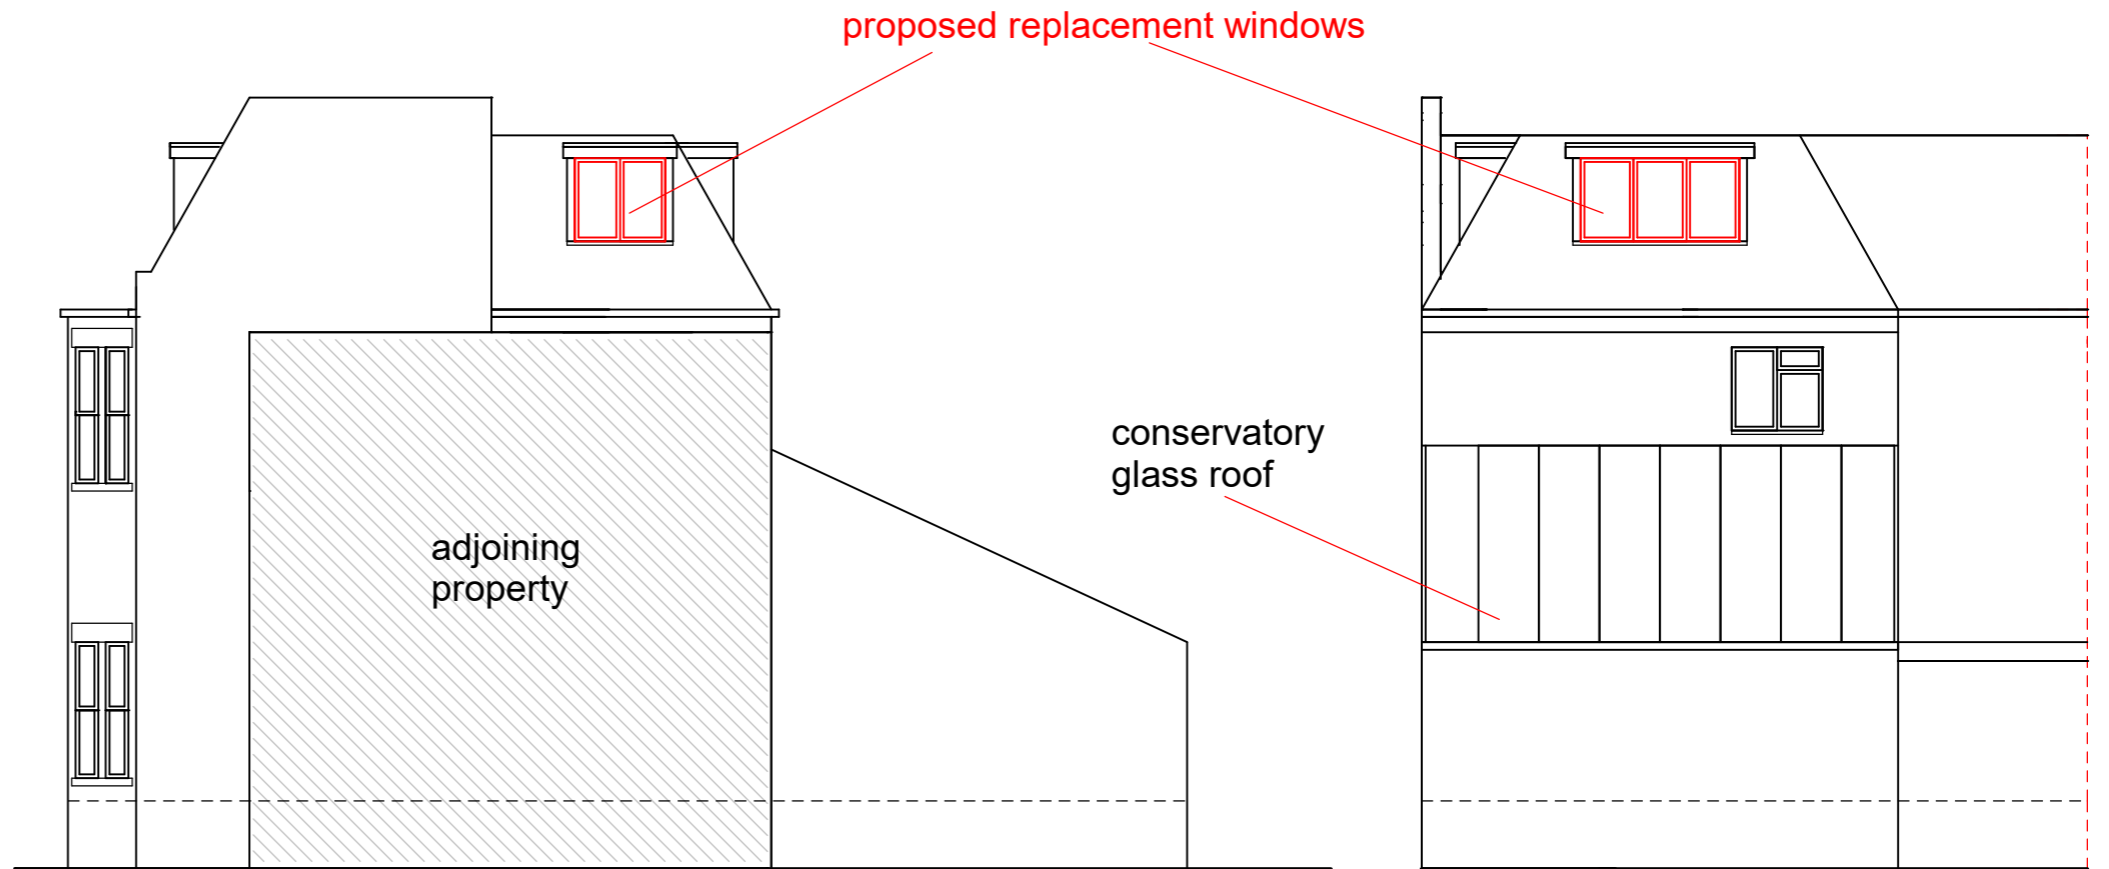 proposed replacement windows
conservatory
glass roof
adjoining
property